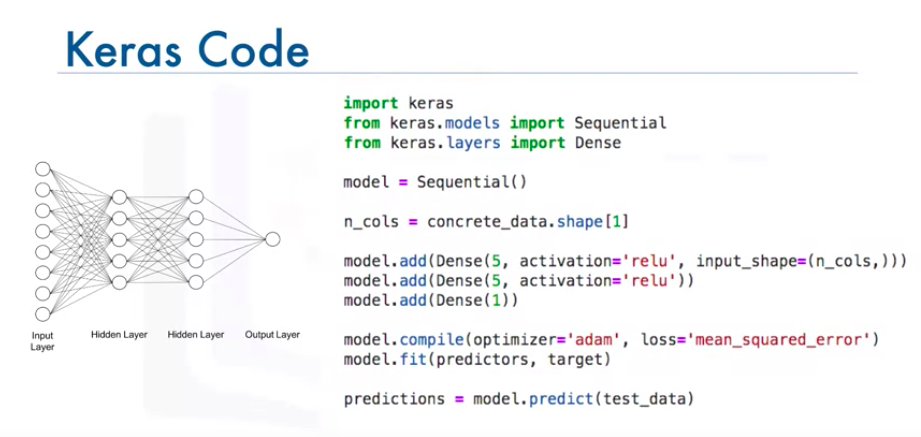 Keras Code
import keras
from keras.models import Sequential
from keras.layers import Dense
model = Sequential()
n_cols = concrete_data.shape[1]
model.add(Dense(5, activation='relu', input_shape=(n_cols,)))
model.add(Dense(5, activation='relu'))
model.add(Dense(1))
model.compile(optimizer='adam', loss='mean_squared_error')
model.fit(predictors, target)
predictions = model.predict(test_data)
Input
Layer
Hidden Layer
Hidden Layer
Output Layer